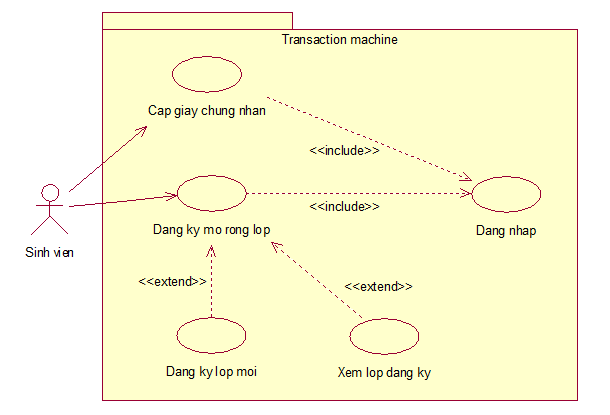 Transaction machine
Cap giay chung nhan
<<include>>
Dang ky mo rong lop
<<include>>
Dang nhap
Sinh vien
<<extend>>
<<extend>>
Dang ky lop moi
Xem lop dang ky